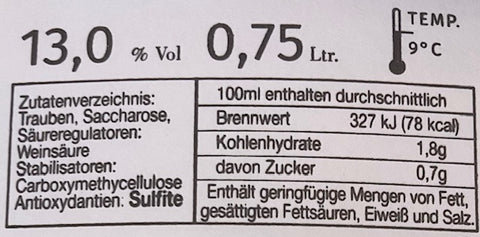 13,0 % Vol 0,75 Ltr.
TEMP.
9°C
Zutatenverzeichnis:
Trauben, Saccharose,
Säureregulatoren:
Weinsäure
Stabilisatoren:
Carboxymethycellulose
Antioxydantien: Sulfite
100ml enthalten durchschnittlich
Brennwert 327 kJ (78 kcal)
Kohlenhydrate 1,8g
davon Zucker 0,7g
Enthält geringfügige Mengen von Fett,
gesättigten Fettsäuren, Eiweiß und Salz.